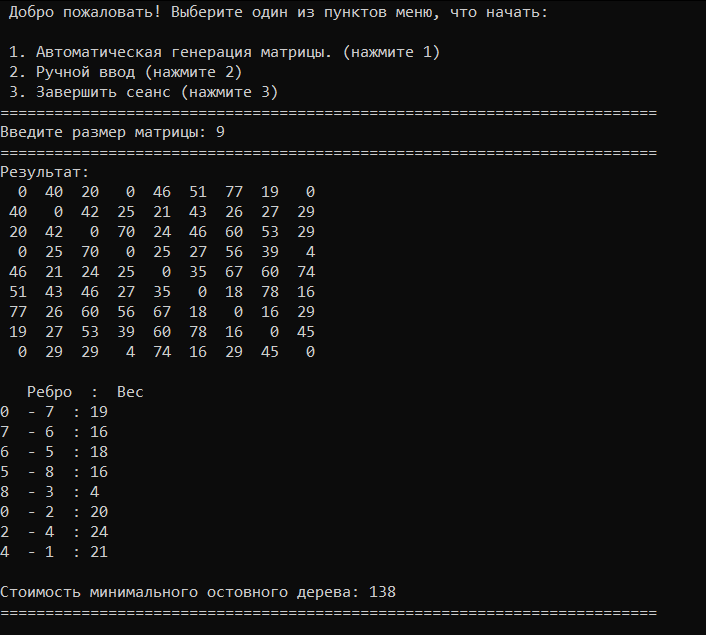 Добро пожаловать! Выберите один из пунктов меню, что начать:
1. Автоматическая генерация матрицы. (нажмите 1)
2. Ручной ввод (нажмите 2)
3. Завершить сеанс (нажмите 3)
=========================================================================
Введите размер матрицы: 9
=========================================================================
Результат:
0 40 20 0 46 51 77 19 0
40 0 42 25 21 43 26 27 29
20 42 0 70 24 46 60 53 29
0 25 70 0 25 27 56 39 4
46 21 24 25 0 35 67 60 74
51 43 46 27 35 0 18 78 16
77 26 60 56 67 18 0 16 29
19 27 53 39 60 78 16 0 45
0 29 29 4 74 16 29 45 0
Ребро : Вес
0 - 7 : 19
7 - 6 : 16
6 - 5 : 18
5 - 8 : 16
8 - 3 : 4
0 - 2 : 20
2 - 4 : 24
4 - 1 : 21
Стоимость минимального остовного дерева: 138
=========================================================================